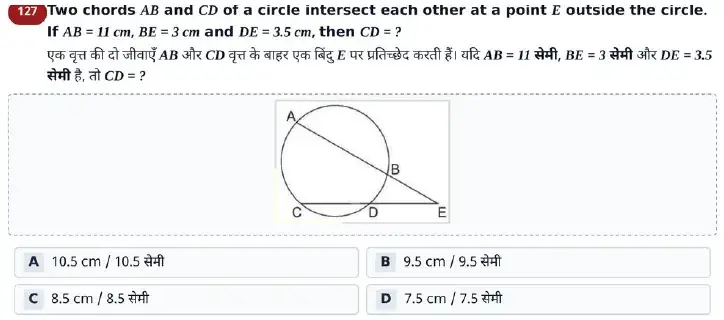 127 Two chords AB and CD of a circle intersect each other at a point E outside the circle.
If AB = 11 cm, BE = 3 cm and DE = 3.5 cm, then CD = ?
एक वृत्त की दो जीवाएँ AB और CD वृत्त के बाहर एक बिंदु E पर प्रतिच्छेद करती हैं। यदि AB = 11 सेमी, BE = 3 सेमी और DE = 3.5
सेमी है, तो CD = ?
A
B
C D E
A 10.5 cm / 10.5 सेमी
B 9.5 cm / 9.5 सेमी
C 8.5 cm / 8.5 सेमी
D 7.5 cm / 7.5 सेमी